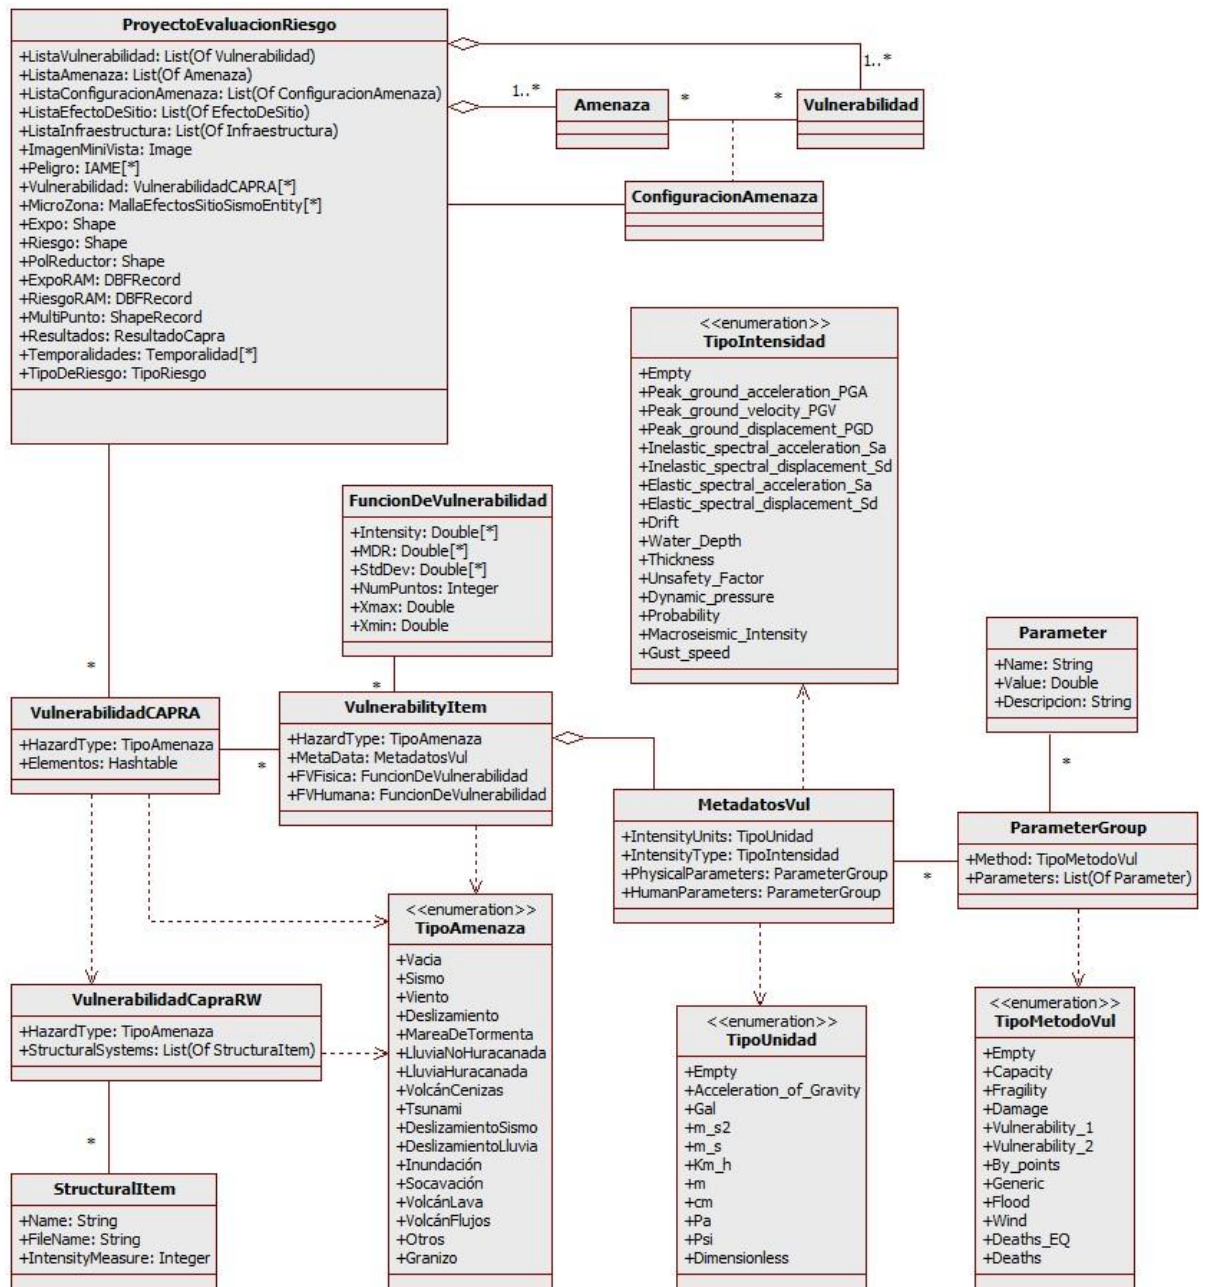 ProyectoEvaluacionRiesgo
+ListaVulnerabilidad: List(Of Vulnerabilidad)
+ListaAmenaza: List(Of Amenaza)
+ListaConfiguracionAmenaza: List(Of ConfiguracionAmenaza)
+ListaEfectoDeSitio: List(Of EfectoDeSitio)
+ListaInfraestructura: List(Of Infraestructura)
+ImagenMiniVista: Image
+Peligro: IAME[*]
+Vulnerabilidad: VulnerabilidadCAPRA[*]
+MicroZona: MallaEfectosSitioSismoEntity[*]
+Expo: Shape
+Riesgo: Shape
+PolReductor: Shape
+ExpoRAM: DBFRecord
+RiesgoRAM: DBFRecord
+MultiPunto: ShapeRecord
+Resultados: ResultadoCapra
+Temporalidades: Temporalidad[*]
+TipoDeRiesgo: TipoRiesgo
1..*
1..*
Amenaza
*
*
Vulnerabilidad
ConfiguracionAmenaza
<<enumeration>>
TipoIntensidad
+Empty
+Peak_ground_acceleration_PGA
+Peak_ground_velocity_PGV
+Peak_ground_displacement_PGD
+Inelastic_spectral_acceleration_Sa
+Inelastic_spectral_displacement_Sd
+Elastic_spectral_acceleration_Sa
+Elastic_spectral_displacement_Sd
+Drift
+Water_Depth
+Thickness
+Unsafety_Factor
+Dynamic_pressure
+Probability
+Macroseismic_Intensity
+Gust_speed
FuncionDeVulnerabilidad
+Intensity: Double[*]
+MDR: Double[*]
+StdDev: Double[*]
+NumPuntos: Integer
+Xmax: Double
+Xmin: Double
Parameter
+Name: String
+Value: Double
+Descripcion: String
*
*
VulnerabilidadCAPRA
+HazardType: TipoAmenaza
+Elementos: Hashtable
*
VulnerabilityItem
+HazardType: TipoAmenaza
+MetaData: MetadatosVul
+FVFisica: FuncionDeVulnerabilidad
+FVHumana: FuncionDeVulnerabilidad
*
MetadatosVul
+IntensityUnits: TipoUnidad
+IntensityType: TipoIntensidad
+PhysicalParameters: ParameterGroup
+HumanParameters: ParameterGroup
*
ParameterGroup
+Method: TipoMetodoVul
+Parameters: List(Of Parameter)
<<enumeration>>
TipoAmenaza
+Vacia
+Sismo
+Viento
+Deslizamiento
+MareaDeTormenta
+LluviaNoHuracanada
+LluviaHuracanada
+VolcánCenizas
+Tsunami
+DeslizamientoSismo
+DeslizamientoLluvia
+Inundación
+Socavación
+VolcánLava
+VolcánFlujos
+Otros
+Granizo
VulnerabilidadCapraRW
+HazardType: TipoAmenaza
+StructuralSystems: List(Of StructuraItem)
*
StructuralItem
+Name: String
+FileName: String
+IntensityMeasure: Integer
<<enumeration>>
TipoUnidad
+Empty
+Acceleration_of_Gravity
+Gal
+m_s2
+m_s
+Km_h
+m
+cm
+Pa
+Psi
+Dimensionless
<<enumeration>>
TipoMetodoVul
+Empty
+Capacity
+Fragility
+Damage
+Vulnerability_1
+Vulnerability_2
+By_points
+Generic
+Flood
+Wind
+Deaths_EQ
+Deaths